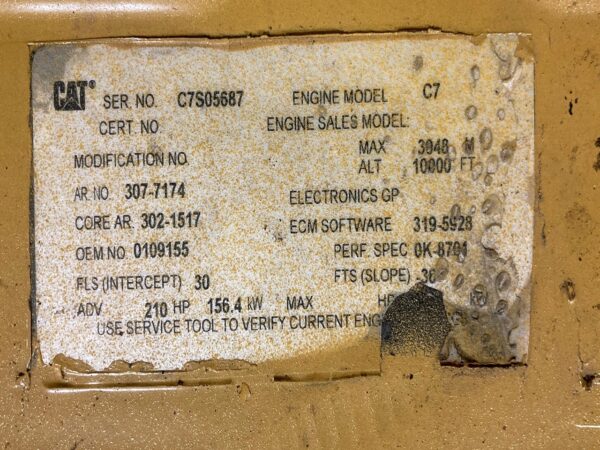 CAT® SER. NO. C7S05687 ENGINE MODEL C7
CERT. NO ENGINE SALES MODEL:
MODIFICATION NO MAX 3048 M
ALT 10000 FT
AR NO. 307-7174 ELECTRONICS GP
CORE AR. 302-1517 ECM SOFTWARE 319-5928
OEM NO 0109155 PERF. SPEC 0K-8701
FLS (INTERCEPT) 30 FTS (SLOPE)
ADV 210 HP 156.4 kW MAX
USE SERVICE TOOL TO VERIFY CURRENT